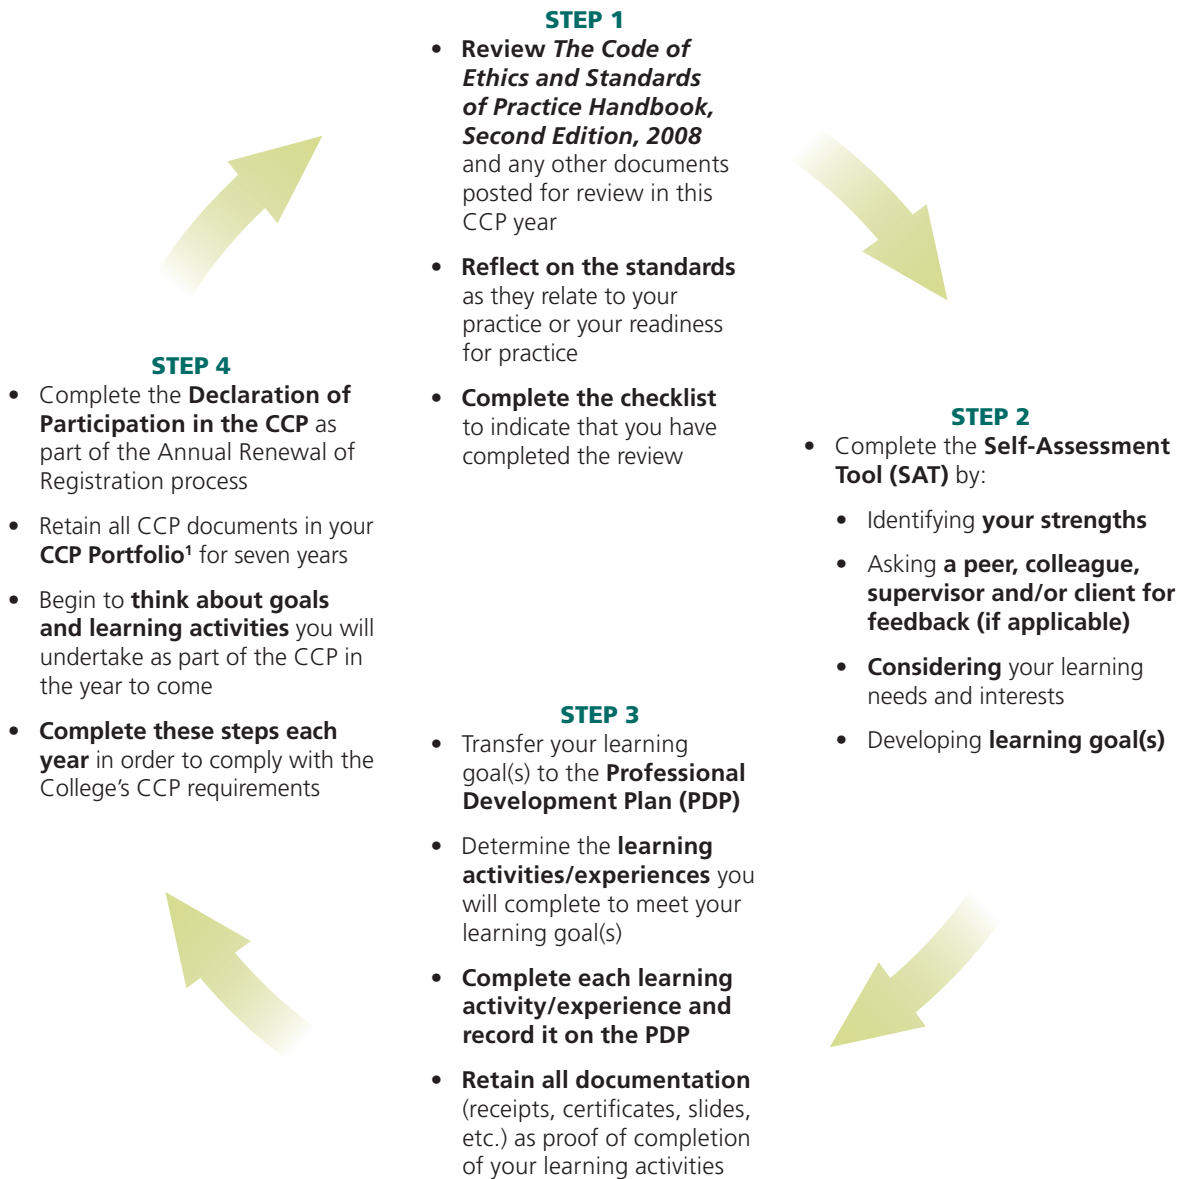 STEP 1
• Review The Code of
Ethics and Standards
of Practice Handbook,
Second Edition, 2008
and any other documents
posted for review in this
CCP year
• Reflect on the standards
as they relate to your
practice or your readiness
for practice
• Complete the checklist
to indicate that you have
completed the review
STEP 2
• Complete the Self-Assessment
Tool (SAT) by:
• Identifying your strengths
• Asking a peer, colleague,
supervisor and/or client for
feedback (if applicable)
• Considering your learning
needs and interests
• Developing learning goal(s)
STEP 3
• Transfer your learning
goal(s) to the Professional
Development Plan (PDP)
• Determine the learning
activities/experiences you
will complete to meet your
learning goal(s)
• Complete each learning
activity/experience and
record it on the PDP
• Retain all documentation
(receipts, certificates, slides,
etc.) as proof of completion
of your learning activities
STEP 4
• Complete the Declaration of
Participation in the CCP as
part of the Annual Renewal of
Registration process
• Retain all CCP documents in your
CCP Portfolio¹ for seven years
• Begin to think about goals
and learning activities you will
undertake as part of the CCP in
the year to come
• Complete these steps each
year in order to comply with the
College’s CCP requirements